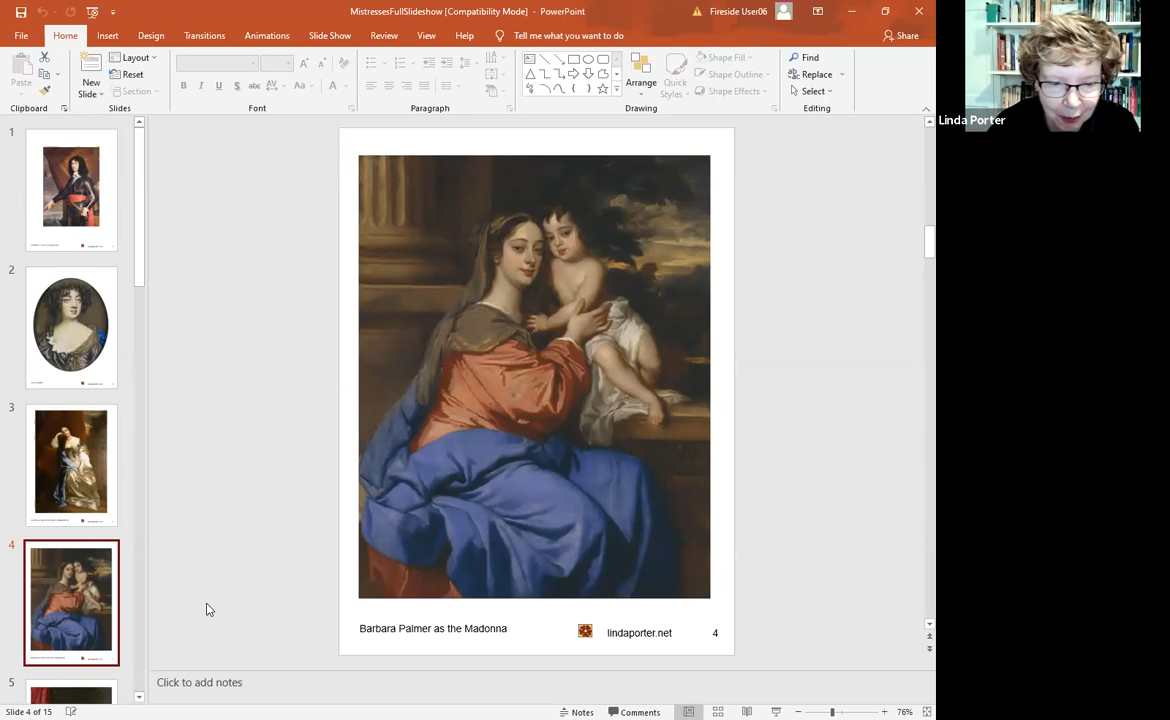 MistressesFullSlideshow [Compatibility Mode] - PowerPoint
Fireside User06
File Home Insert Design Transitions Animations Slide Show Review View Help Tell me what you want to do Share
Paste
New
Slide
Layout
Reset
Section
B I U S abc AV Aa A
Arrange
Quick
Styles
Shape Fill
Shape Outline
Shape Effects
Find
Replace
Select
Clipboard Slides Font Paragraph Drawing Editing
Linda Porter
1
2
3
4
5
Barbara Palmer as the Madonna
lindaporter.net
4
Click to add notes
Slide 4 of 15
Notes Comments 76%